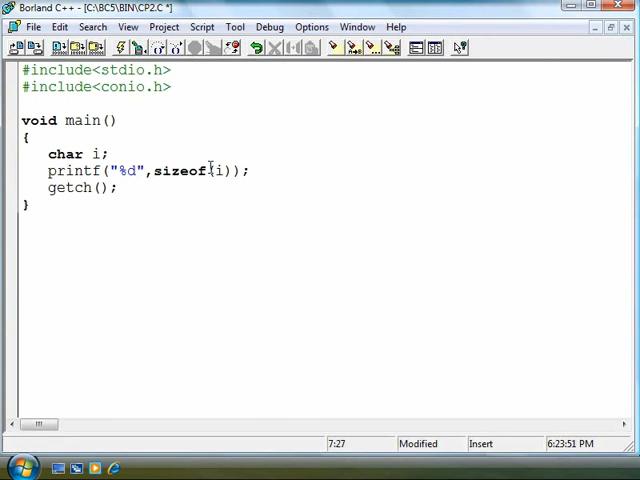 Borland C++ - [C:\BC5\BIN\CP2.C *]
File Edit Search View Project Script Tool Debug Options Window Help
#include<stdio.h>
#include<conio.h>
void main()
{
char i;
printf("%d",sizeof(i));
getch();
}
7:27 Modified Insert 6:23:51 PM